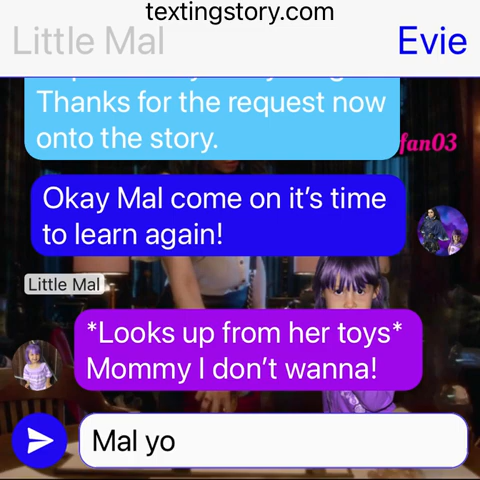 textingstory.com
Little Mal
Evie
Thanks for the request now
onto the story.
fan03
Okay Mal come on it’s time
to learn again!
Little Mal
*Looks up from her toys*
Mommy I don’t wanna!
Mal yo